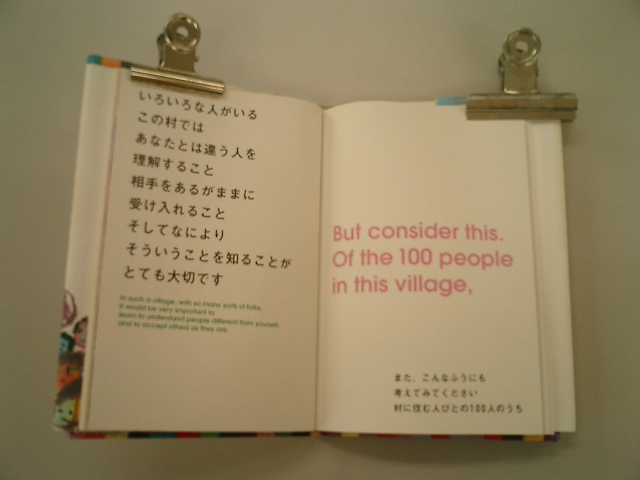 いろいろな人がいる
この村では
あなたとは違う人を
理解すること
相手をあるがままに
受け入れること
そしてなにより
そういうことを知ることが
とても大切です
In such a village, with so many sorts of folks,
it would be very important to
learn to understand people different from yourself,
and to accept others as they are.
But consider this.
Of the 100 people
in this village,
また、こんなふうにも
考えてみてください
村に住む人びとの100人のうち